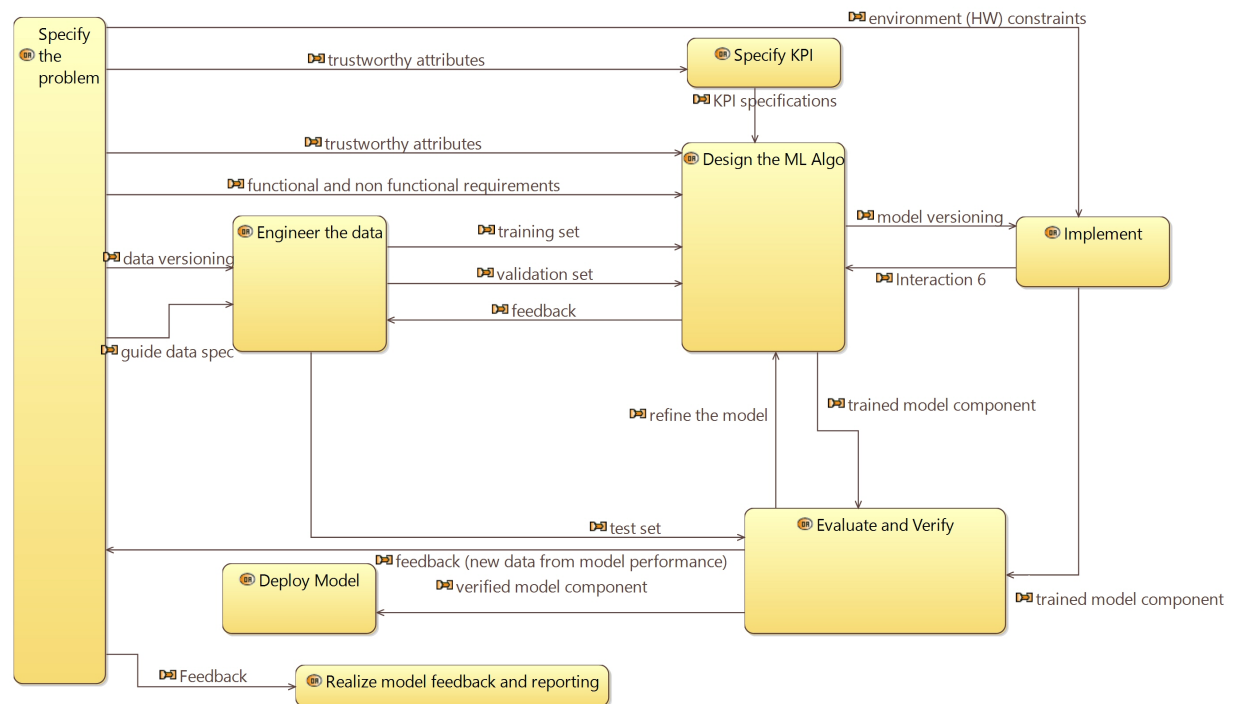 environment (HW) constraints
Specify
the
problem
Specify KPI
trustworthy attributes
KPI specifications
trustworthy attributes
Design the ML Algo
functional and non functional requirements
model versioning
Engineer the data
training set
Implement
data versioning
validation set
Interaction 6
feedback
guide data spec
trained model component
refine the model
Evaluate and Verify
test set
feedback (new data from model performance)
Deploy Model
verified model component
trained model component
Feedback
Realize model feedback and reporting